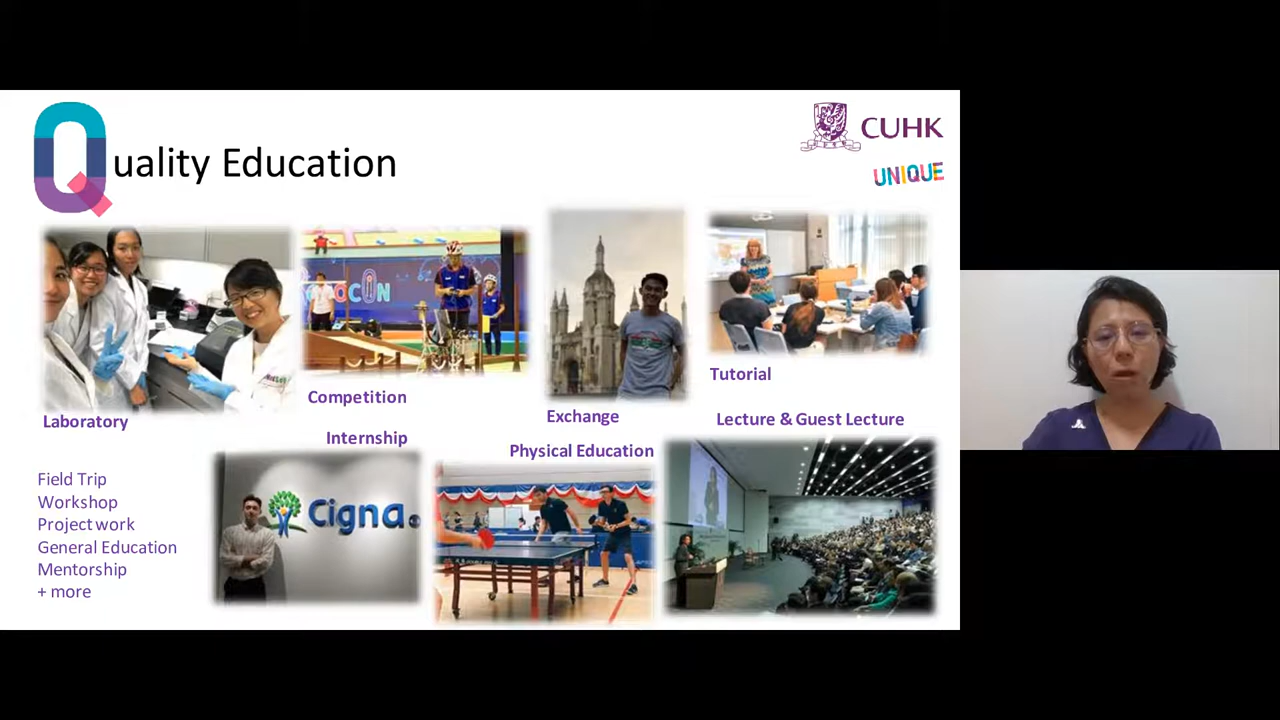 Quality Education
CUHK
UNIQUE
Laboratory
Competition
Exchange
Tutorial
Internship
Physical Education
Lecture & Guest Lecture
Cigna.
Field Trip
Workshop
Project work
General Education
Mentorship
+ more